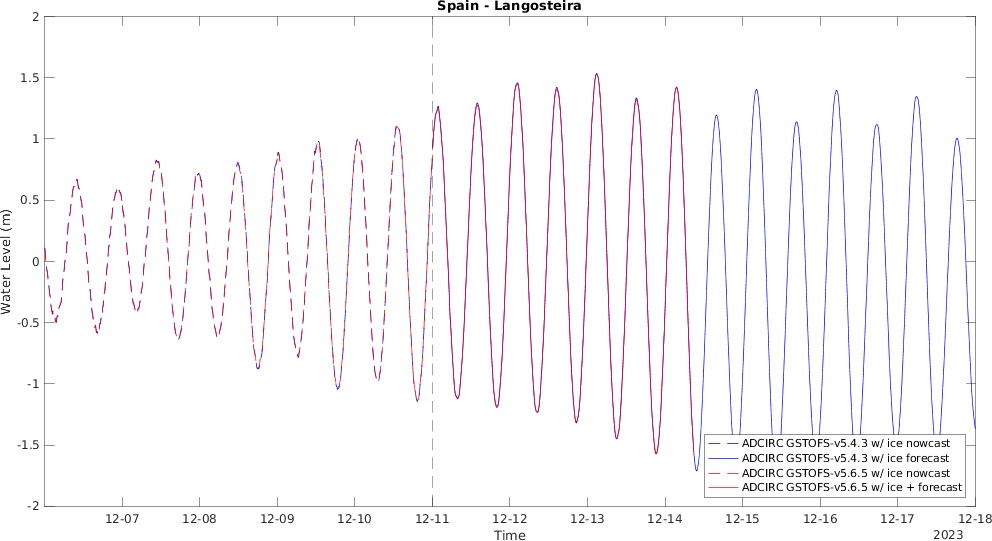 Spain - Langosteira
2
1.5
1
0.5
0
-0.5
-1
-1.5
-2
Water Level (m)
ADCIRC GSTOFS-v5.4.3 w/ ice nowcast
ADCIRC GSTOFS-v5.4.3 w/ ice forecast
ADCIRC GSTOFS-v5.6.5 w/ ice nowcast
ADCIRC GSTOFS-v5.6.5 w/ ice + forecast
12-07 12-08 12-09 12-10 12-11 12-12 12-13 12-14 12-15 12-16 12-17 12-18
Time
2023